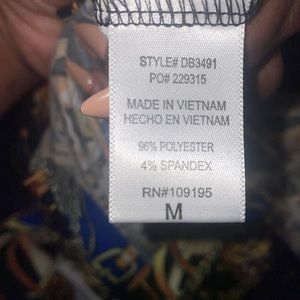 STYLE# DB3491
PO# 229315
MADE IN VIETNAM
HECHO EN VIETNAM
96% POLYESTER
4% SPANDEX
RN#109195
M